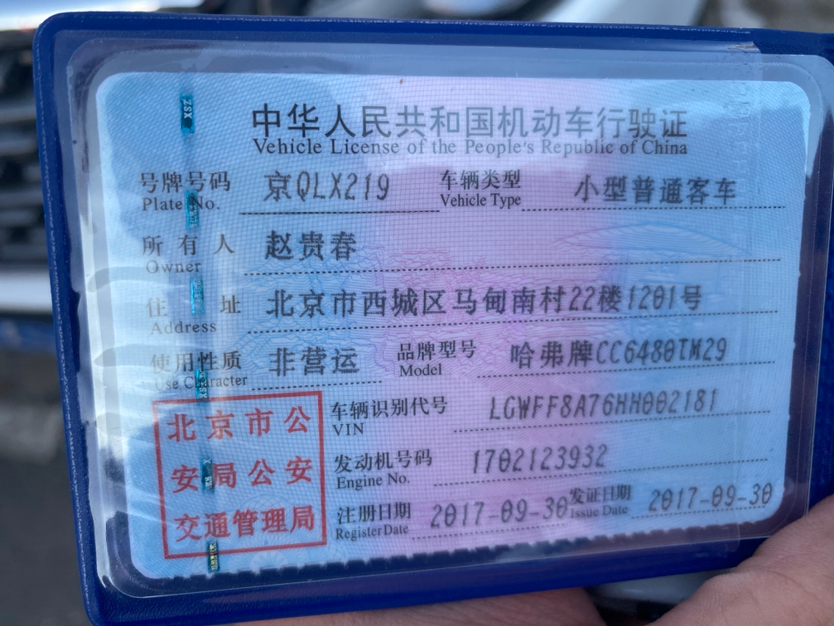 中华人民共和国机动车行驶证
Vehicle License of the People's Republic of China
号牌号码 京QLX219 车辆类型 小型普通客车
Plate No. Vehicle Type
所有人 赵贵春
Owner
住址 北京市西城区马甸南村22楼1201号
Address
使用性质 非营运 品牌型号 哈弗牌CC6480TM29
Use Character Model
车辆识别代号 LGWFF8A76HH002181
VIN
发动机号码 1702123932
Engine No.
注册日期 2017-09-30 发证日期 2017-09-30
Register Date Issue Date
北京市公
安局公安
交通管理局
ZSX